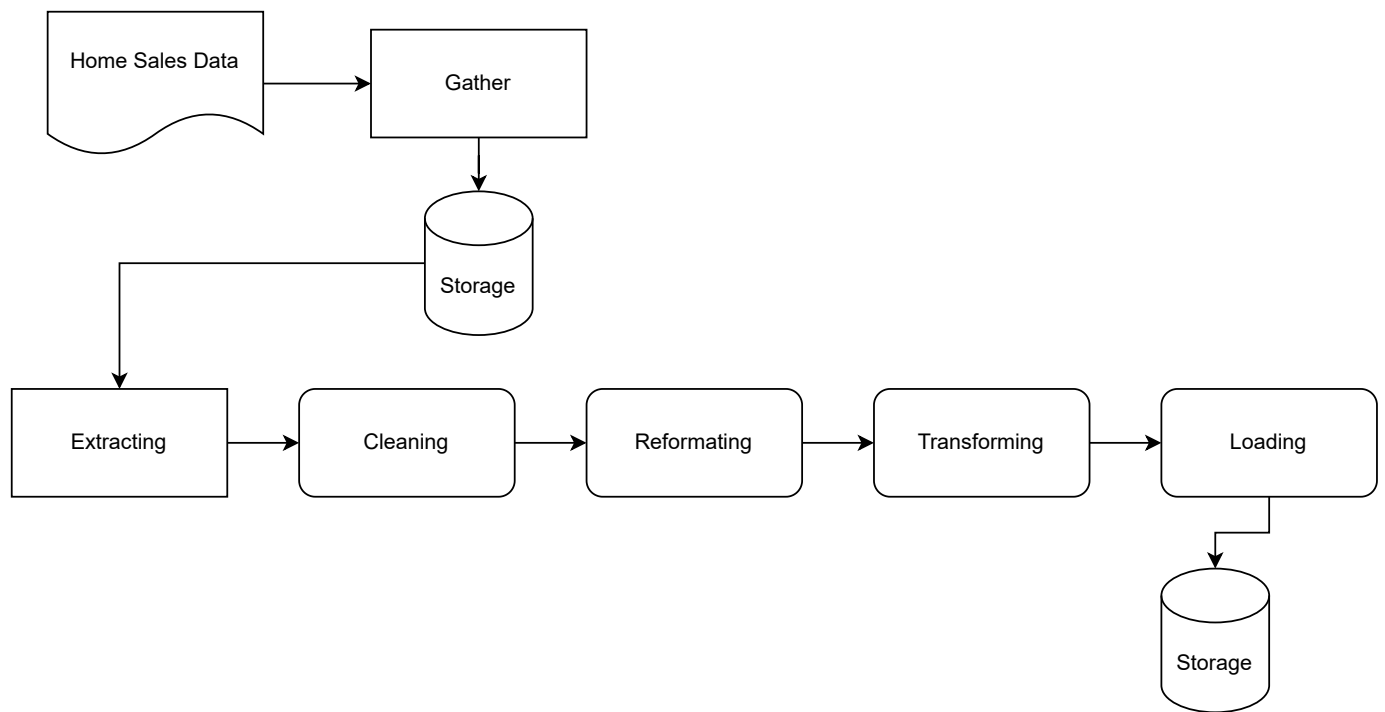 Home Sales Data
Gather
Storage
Extracting
Cleaning
Reformating
Transforming
Loading
Storage